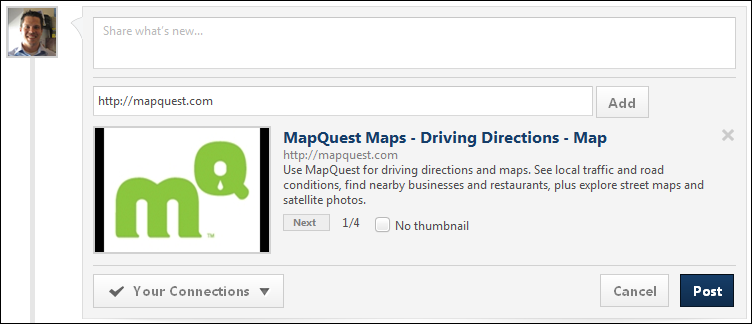 Share what's new...
http://mapquest.com
Add
mQ
TM
MapQuest Maps - Driving Directions - Map
http://mapquest.com
Use MapQuest for driving directions and maps. See local traffic and road
conditions, find nearby businesses and restaurants, plus explore street maps and
satellite photos.
Next 1/4 No thumbnail
Your Connections
Cancel
Post